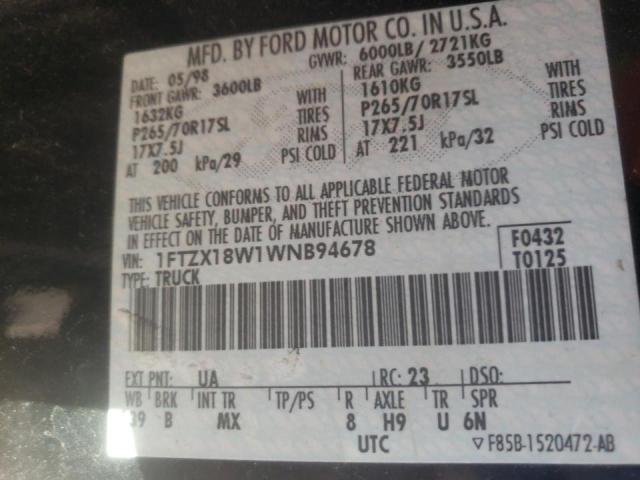 MFD. BY FORD MOTOR CO. IN U.S.A.
DATE: 05/98 GVWR: 6000LB/ 2721KG
FRONT GAWR: 3600LB REAR GAWR: 3550LB
1632KG WITH 1610KG WITH
P265/70R17SL TIRES P265/70R17SL TIRES
17X7.5J RIMS 17X7.5J RIMS
AT 200 kPa/29 PSI COLD AT 221 kPa/32 PSI COLD
THIS VEHICLE CONFORMS TO ALL APPLICABLE FEDERAL MOTOR
VEHICLE SAFETY, BUMPER, AND THEFT PREVENTION STANDARDS
IN EFFECT ON THE DATE OF MANUFACTURE SHOWN ABOVE.
VIN: 1FTZX18W1WNB94678 F0432
TYPE: TRUCK T0125
EXT PNT: UA RC: 23 DSO:
WB BRK INT TR TP/PS R AXLE TR SPR
39 B MX 8 H9 U 6N
UTC ▽F85B-1520472-AB